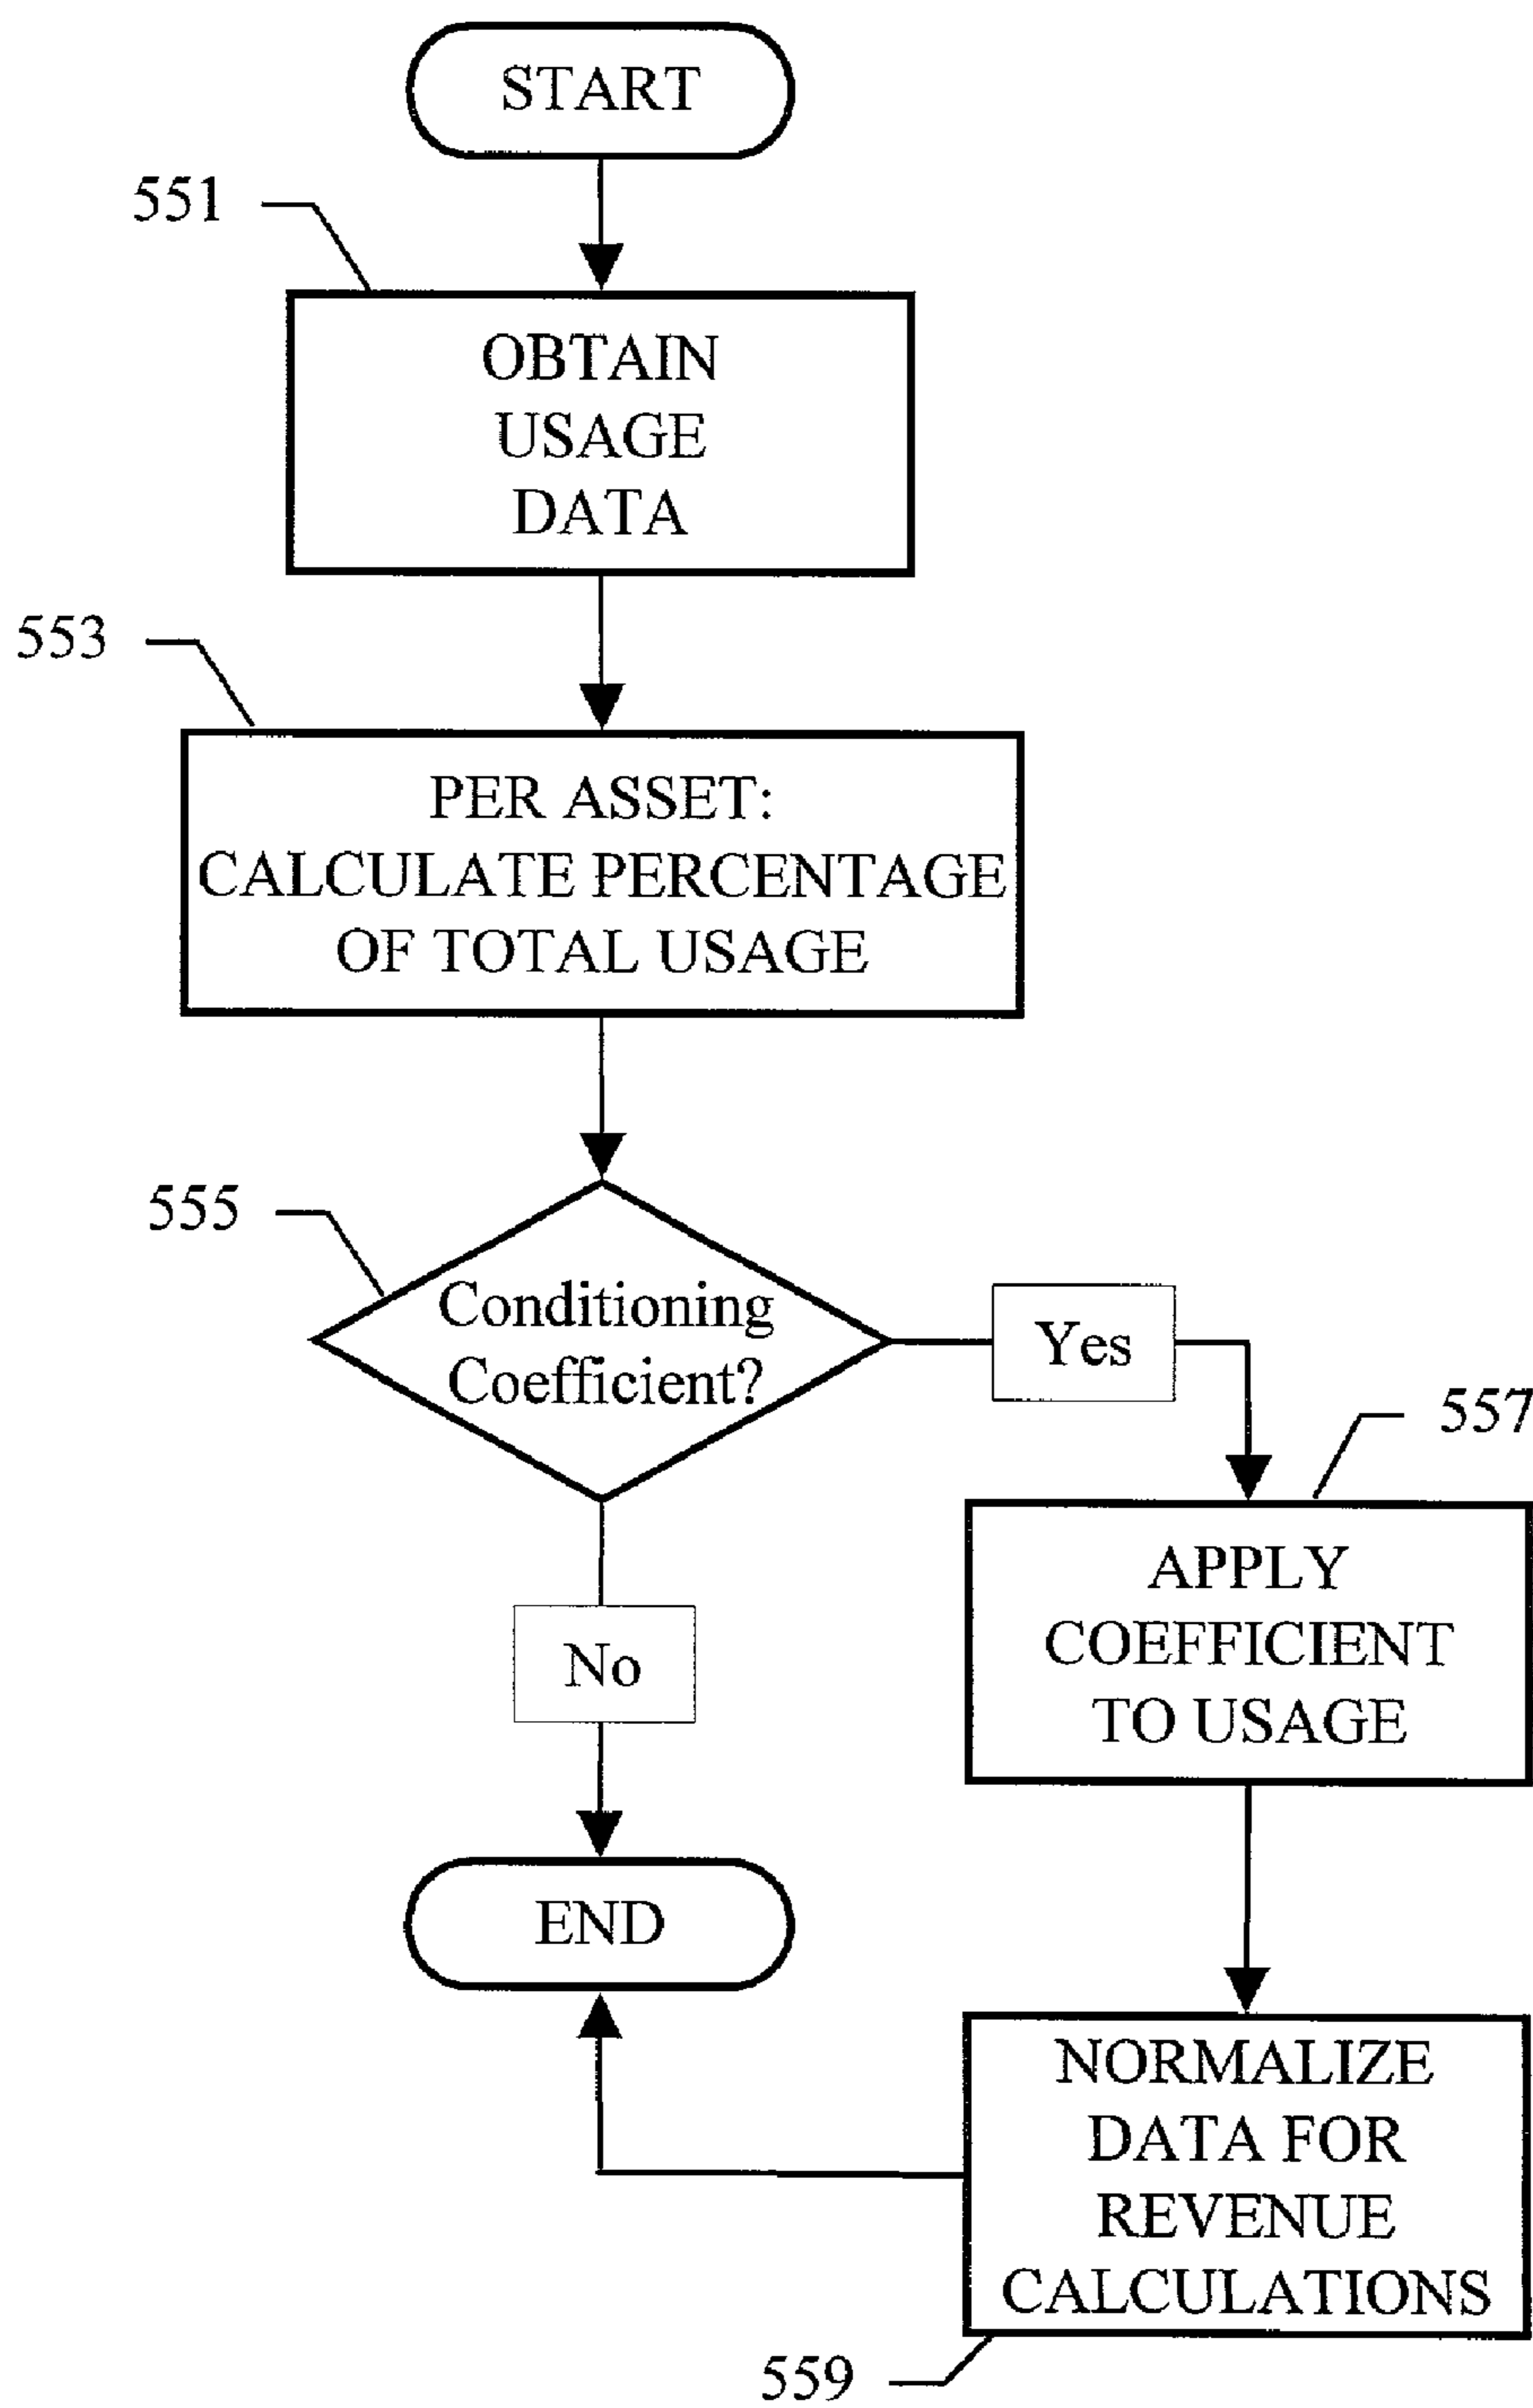 START
551
OBTAIN
USAGE
DATA
553
PER ASSET:
CALCULATE PERCENTAGE
OF TOTAL USAGE
555
Conditioning
Coefficient?
Yes
557
APPLY
COEFFICIENT
TO USAGE
No
END
NORMALIZE
DATA FOR
REVENUE
CALCULATIONS
559